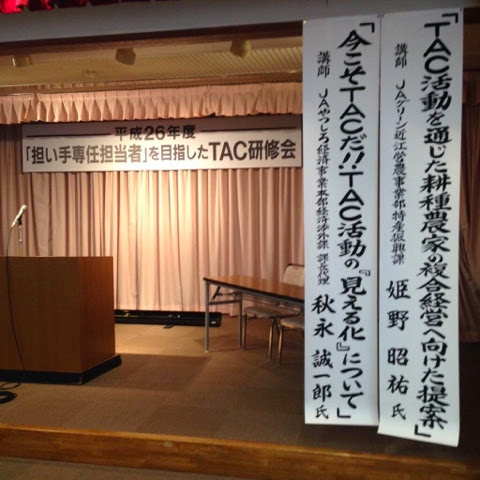 平成26年度
「担い手専任担当者」を目指したTAC研修会
「TAC活動を通じた耕種農家の複合経営へ向けた提案」
講師 JAグリーン近江営農事業部特産振興課 姫野昭祐氏
「今こそTACだ!!・TAC活動の『見える化』について」
講師 JAやつしろ経済事業本部経済渉外課 課長代理 秋永誠一郎氏